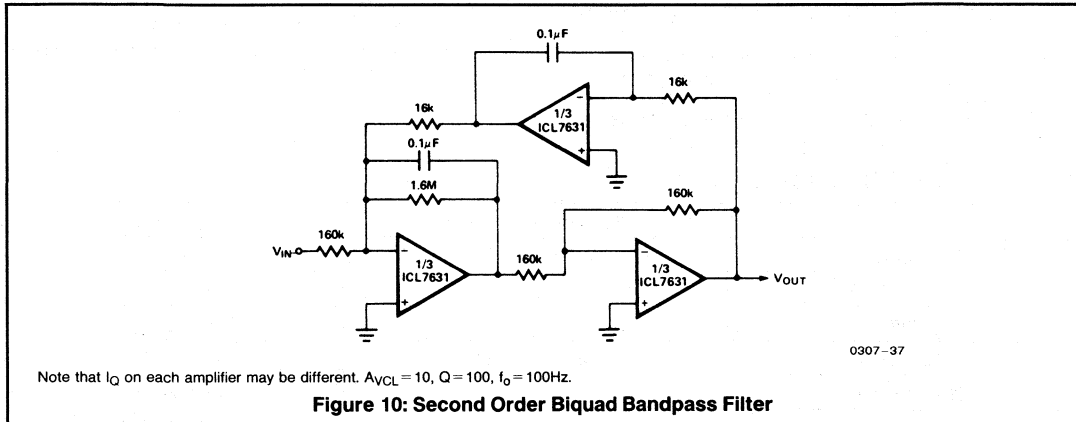 0.1μF
16k
16k
−
1/3
ICL7631
+
0.1μF
1.6M
160k
160k
VIN
−
1/3
ICL7631
+
160k
−
1/3
ICL7631
+
VOUT
0307–37
Note that IQ on each amplifier may be different. AVCL = 10, Q = 100, fo = 100Hz.
Figure 10: Second Order Biquad Bandpass Filter